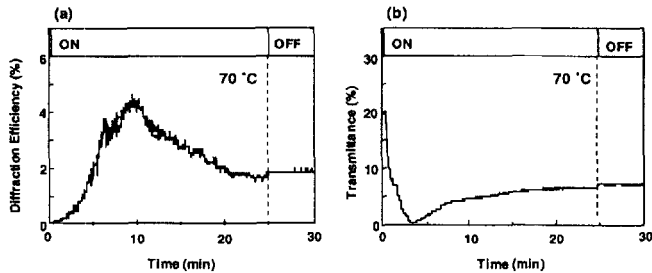 (a)
ON
OFF
70 °C
6
4
2
0
Diffraction Efficiency (%)
0
10
20
30
Time (min)
(b)
ON
OFF
70 °C
30
20
10
0
Transmittance (%)
0
10
20
30
Time (min)